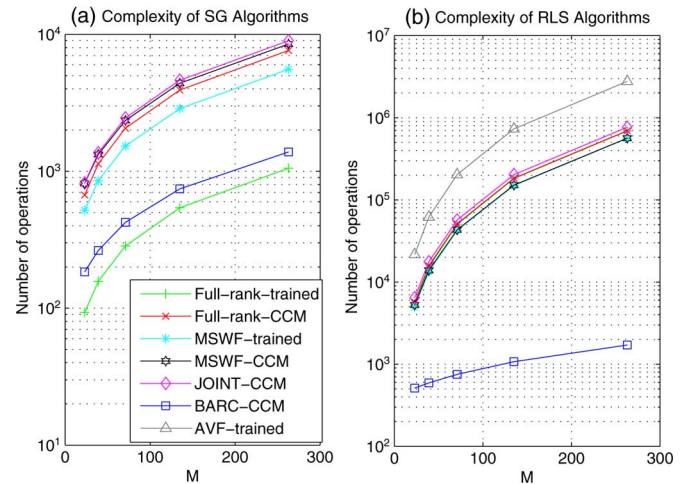 (a) Complexity of SG Algorithms
10^4
10^3
10^2
10^1
Number of operations
0
100
200
300
M
Full-rank-trained
Full-rank-CCM
MSWF-trained
MSWF-CCM
JOINT-CCM
BARC-CCM
AVF-trained
(b) Complexity of RLS Algorithms
10^7
10^6
10^5
10^4
10^3
10^2
Number of operations
0
100
200
300
M